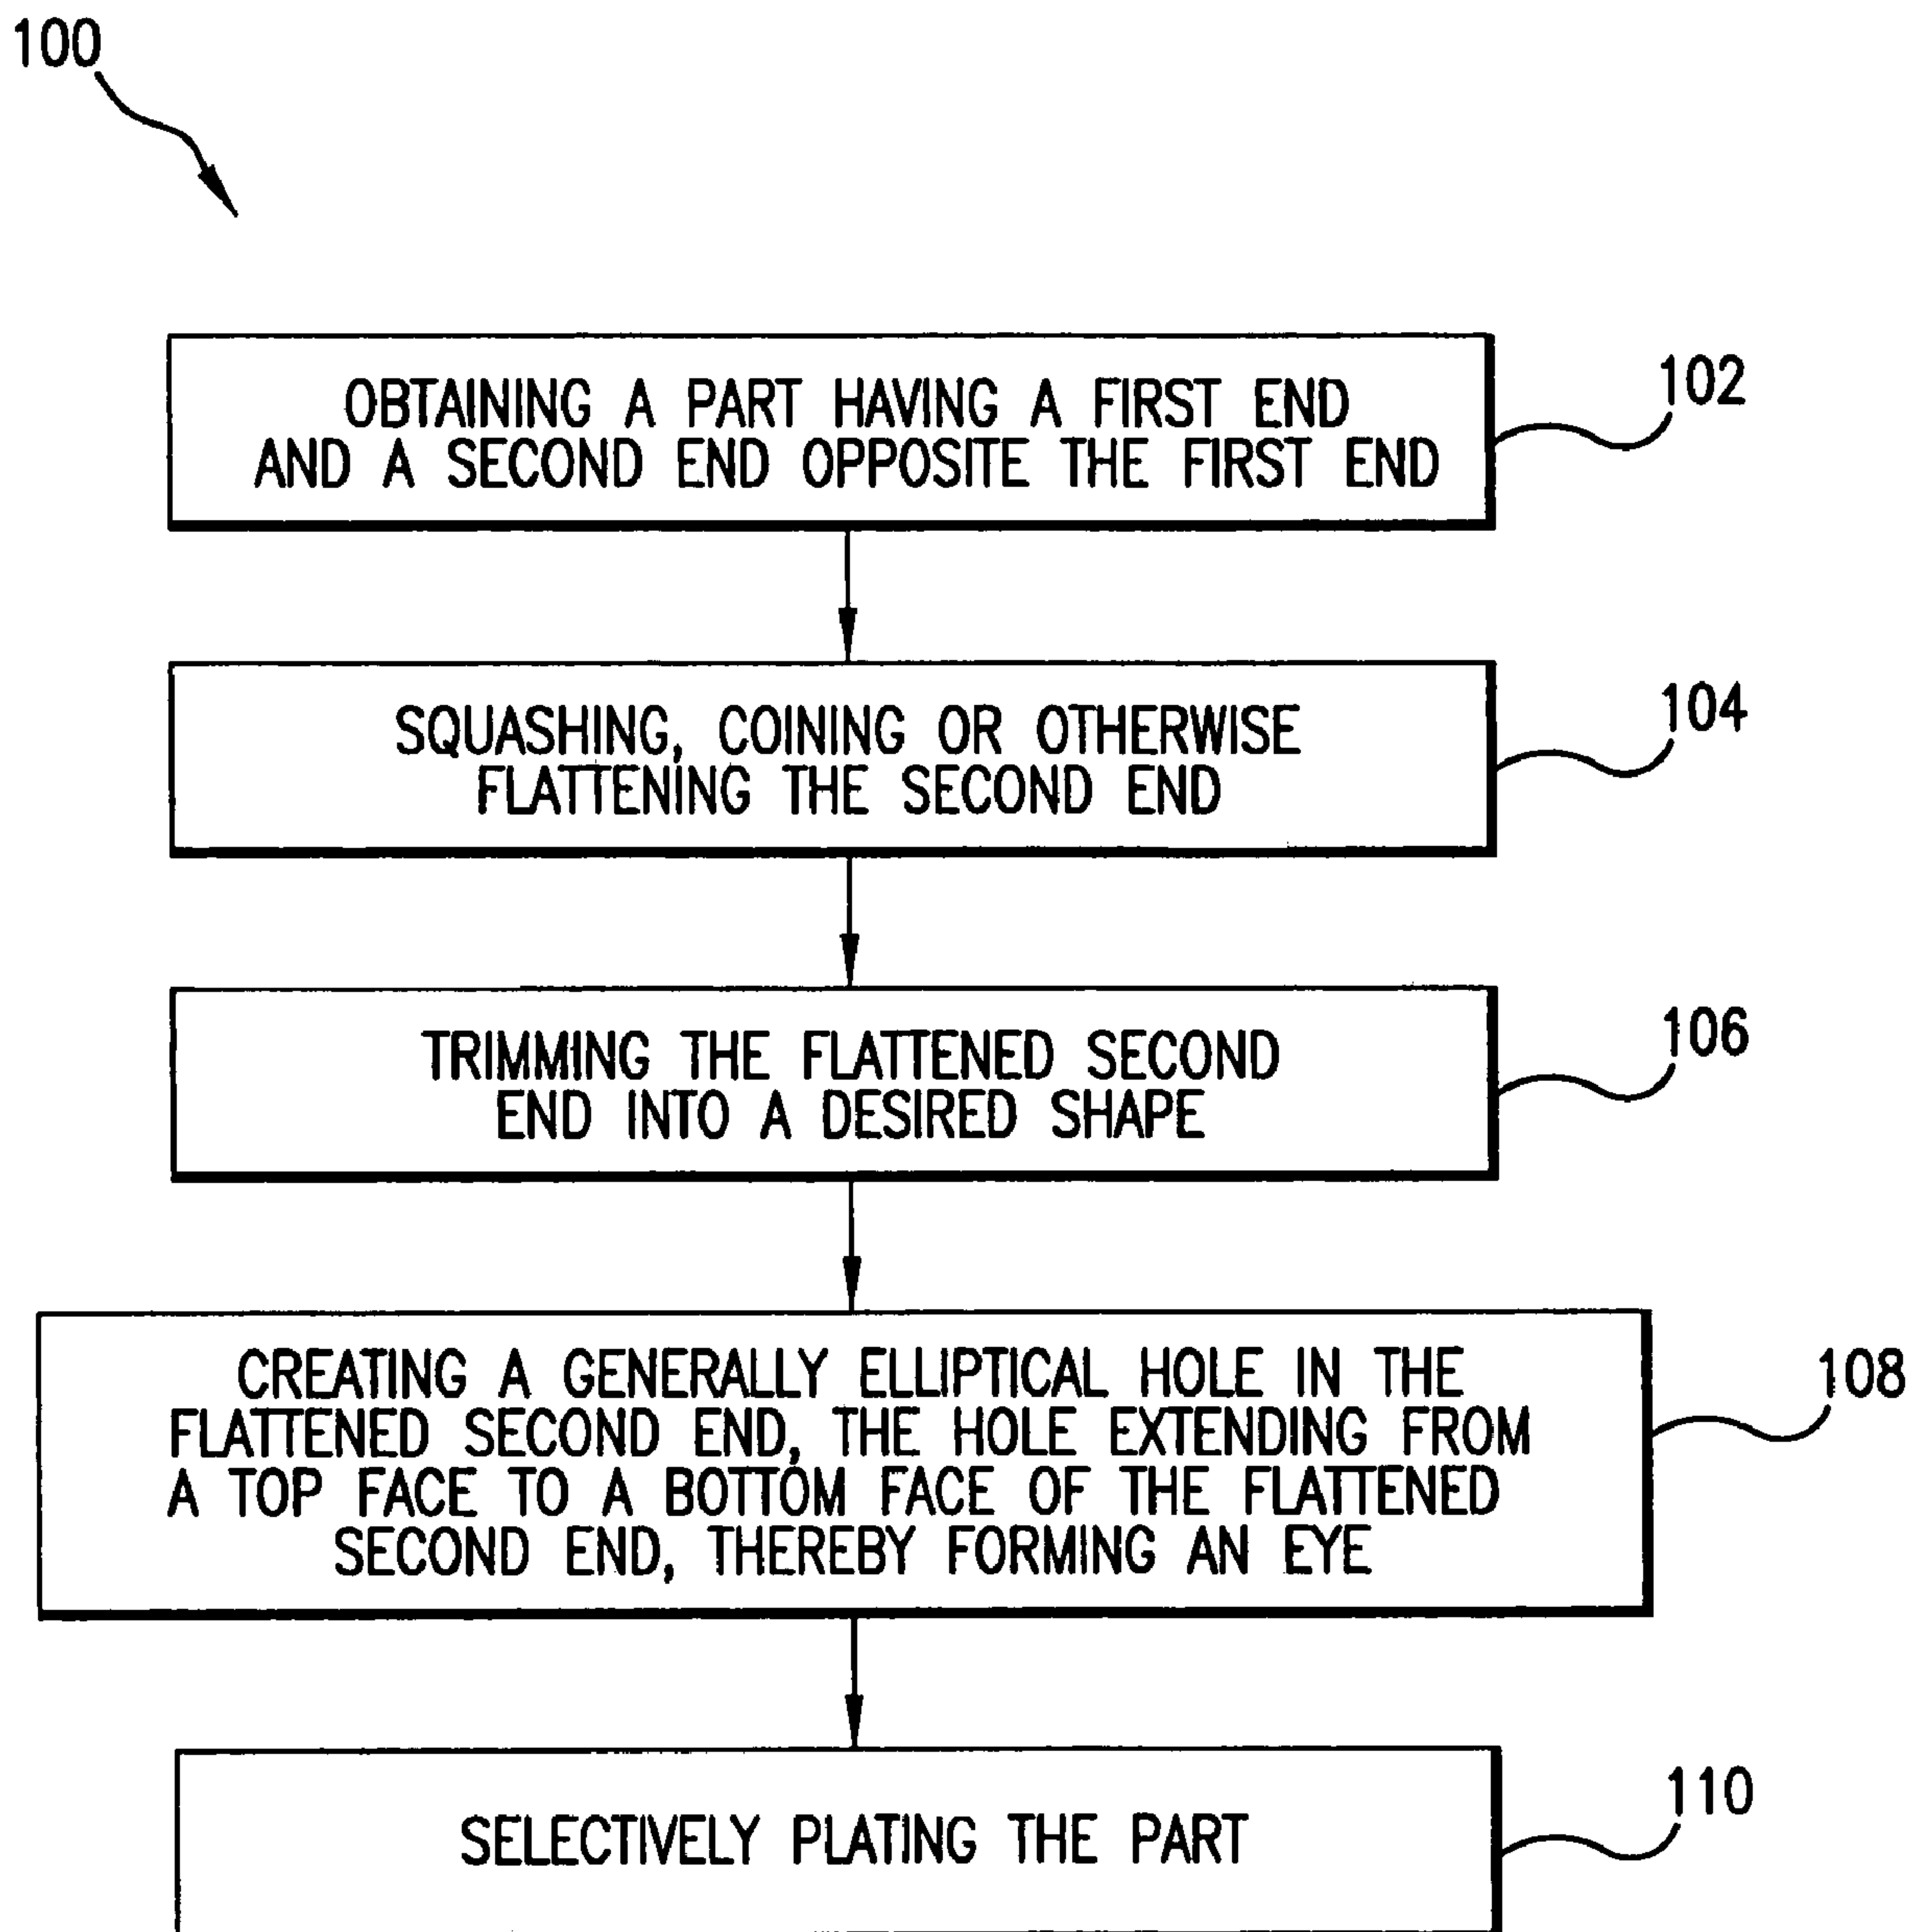 100
OBTAINING A PART HAVING A FIRST END
AND A SECOND END OPPOSITE THE FIRST END
102
SQUASHING, COINING OR OTHERWISE
FLATTENING THE SECOND END
104
TRIMMING THE FLATTENED SECOND
END INTO A DESIRED SHAPE
106
CREATING A GENERALLY ELLIPTICAL HOLE IN THE
FLATTENED SECOND END, THE HOLE EXTENDING FROM
A TOP FACE TO A BOTTOM FACE OF THE FLATTENED
SECOND END, THEREBY FORMING AN EYE
108
SELECTIVELY PLATING THE PART
110